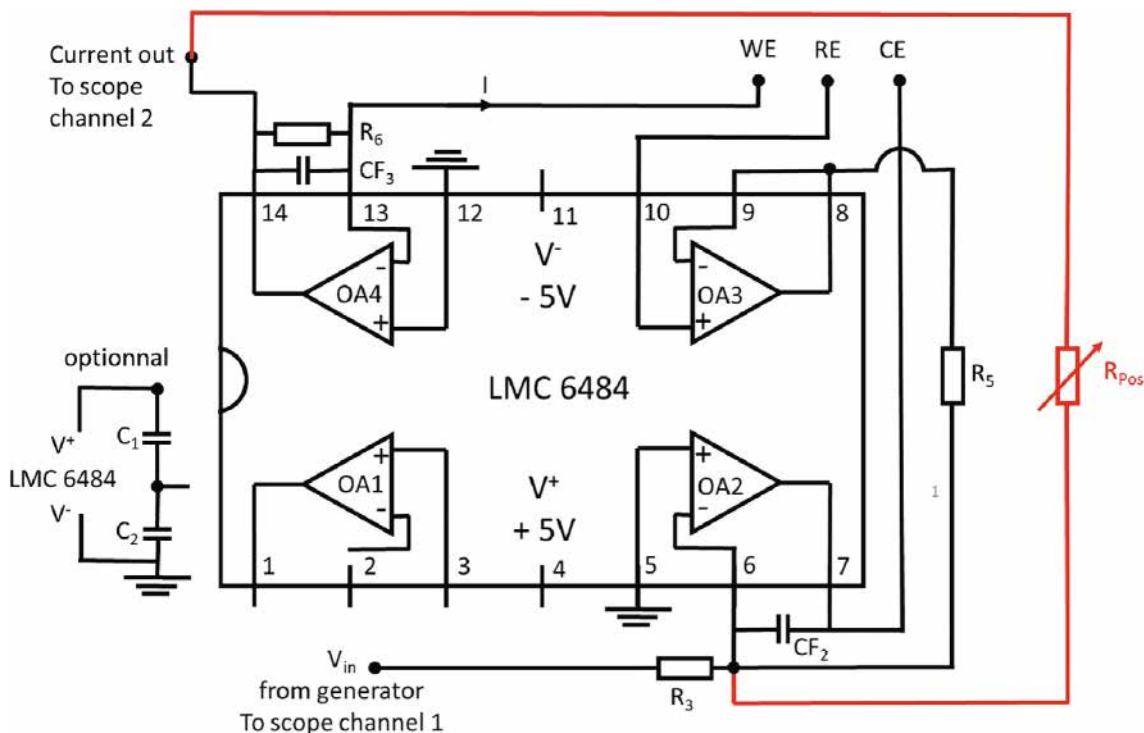 Current out
To scope
channel 2
WE
RE
CE
I
R6
CF3
14
13
12
11
10
9
8
V-
- 5V
-
OA4
+
-
OA3
+
optionnal
LMC 6484
R5
RPos
V+
C1
LMC 6484
V-
C2
+
OA1
-
V+
+ 5V
+
OA2
-
1
1
2
3
4
5
6
7
CF2
Vin
from generator
To scope channel 1
R3